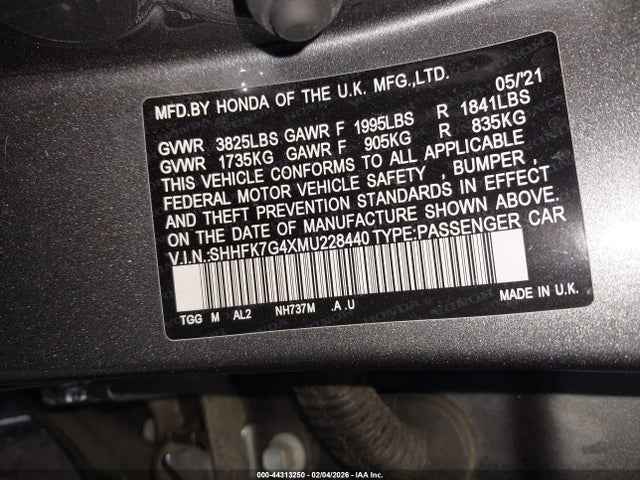 MFD.BY HONDA OF THE U.K. MFG.,LTD. 05/'21
GVWR 3825LBS GAWR F 1995LBS R 1841LBS
GVWR 1735KG GAWR F 905KG R 835KG
THIS VEHICLE CONFORMS TO ALL APPLICABLE
FEDERAL MOTOR VEHICLE SAFETY , BUMPER ,
AND THEFT PREVENTION STANDARDS IN EFFECT
ON THE DATE OF MANUFACTURE SHOWN ABOVE.
V.I.N.:SHHFK7G4XMU228440 TYPE:PASSENGER CAR
TGG M AL2 NH737M .A .U MADE IN U.K.
000-44313250 - 02/04/2026 - IAA Inc.